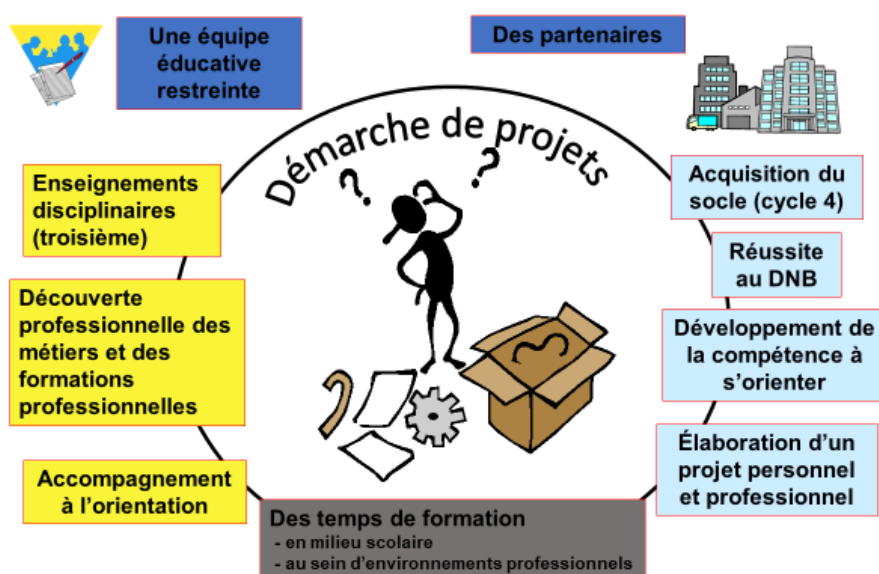 Une équipe
éducative
restreinte
Des partenaires
Démarche de projets
Enseignements
disciplinaires
(troisième)
Découverte
professionnelle des
métiers et des
formations
professionnelles
Accompagnement
à l'orientation
Acquisition du
socle (cycle 4)
Réussite
au DNB
Développement de
la compétence à
s'orienter
Élaboration d'un
projet personnel
et professionnel
Des temps de formation
- en milieu scolaire
- au sein d'environnements professionnels
? ?